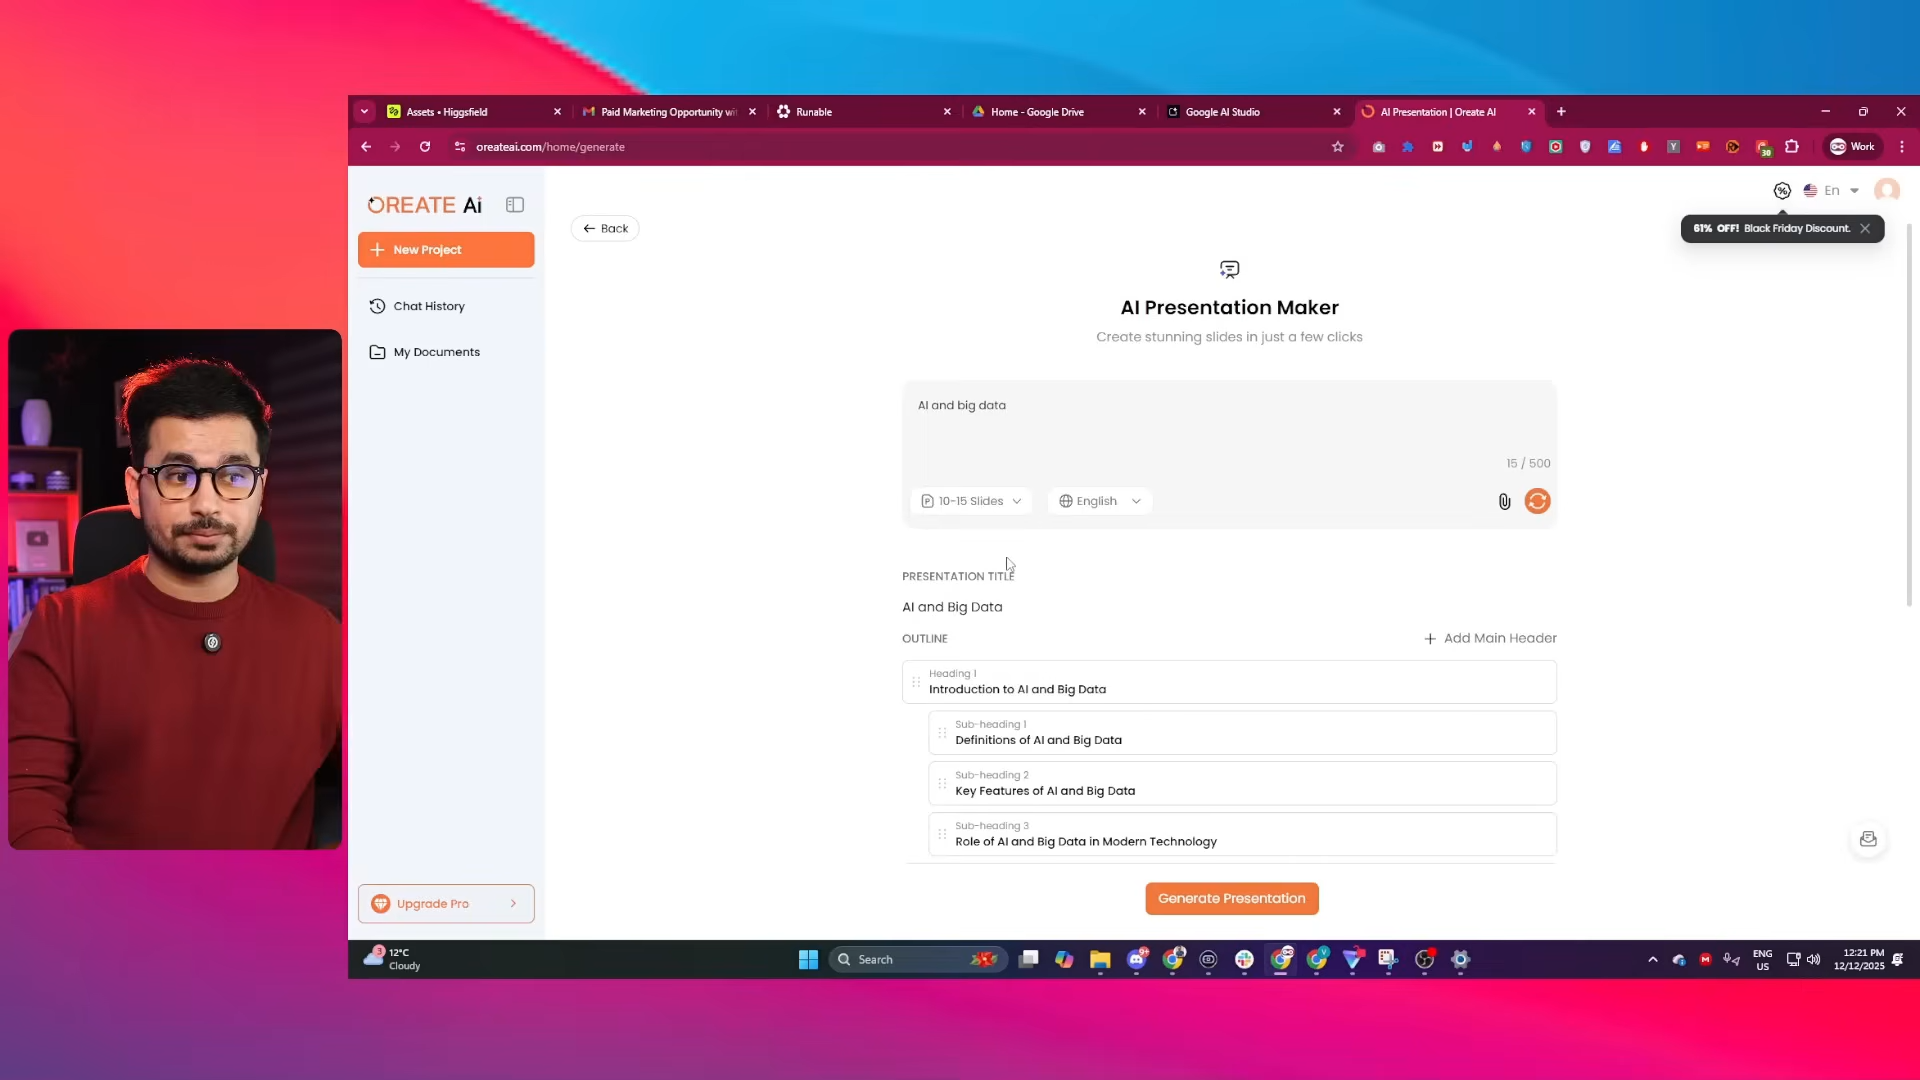 Assets • Higgsfield
Paid Marketing Opportunity wi
Runable
Home - Google Drive
Google AI Studio
AI Presentation | Oreate AI
oreateai.com/home/generate
30
Work
OREATE Ai
En
61% OFF! Black Friday Discount.
Back
New Project
Chat History
My Documents
AI Presentation Maker
Create stunning slides in just a few clicks
AI and big data
15 / 500
10-15 Slides
English
PRESENTATION TITLE
AI and Big Data
OUTLINE
Add Main Header
Heading 1
Introduction to AI and Big Data
Sub-heading 1
Definitions of AI and Big Data
Sub-heading 2
Key Features of AI and Big Data
Sub-heading 3
Role of AI and Big Data in Modern Technology
Upgrade Pro
Generate Presentation
3
12°C
Cloudy
Search
9+
ENG
US
12:21 PM
12/12/2025